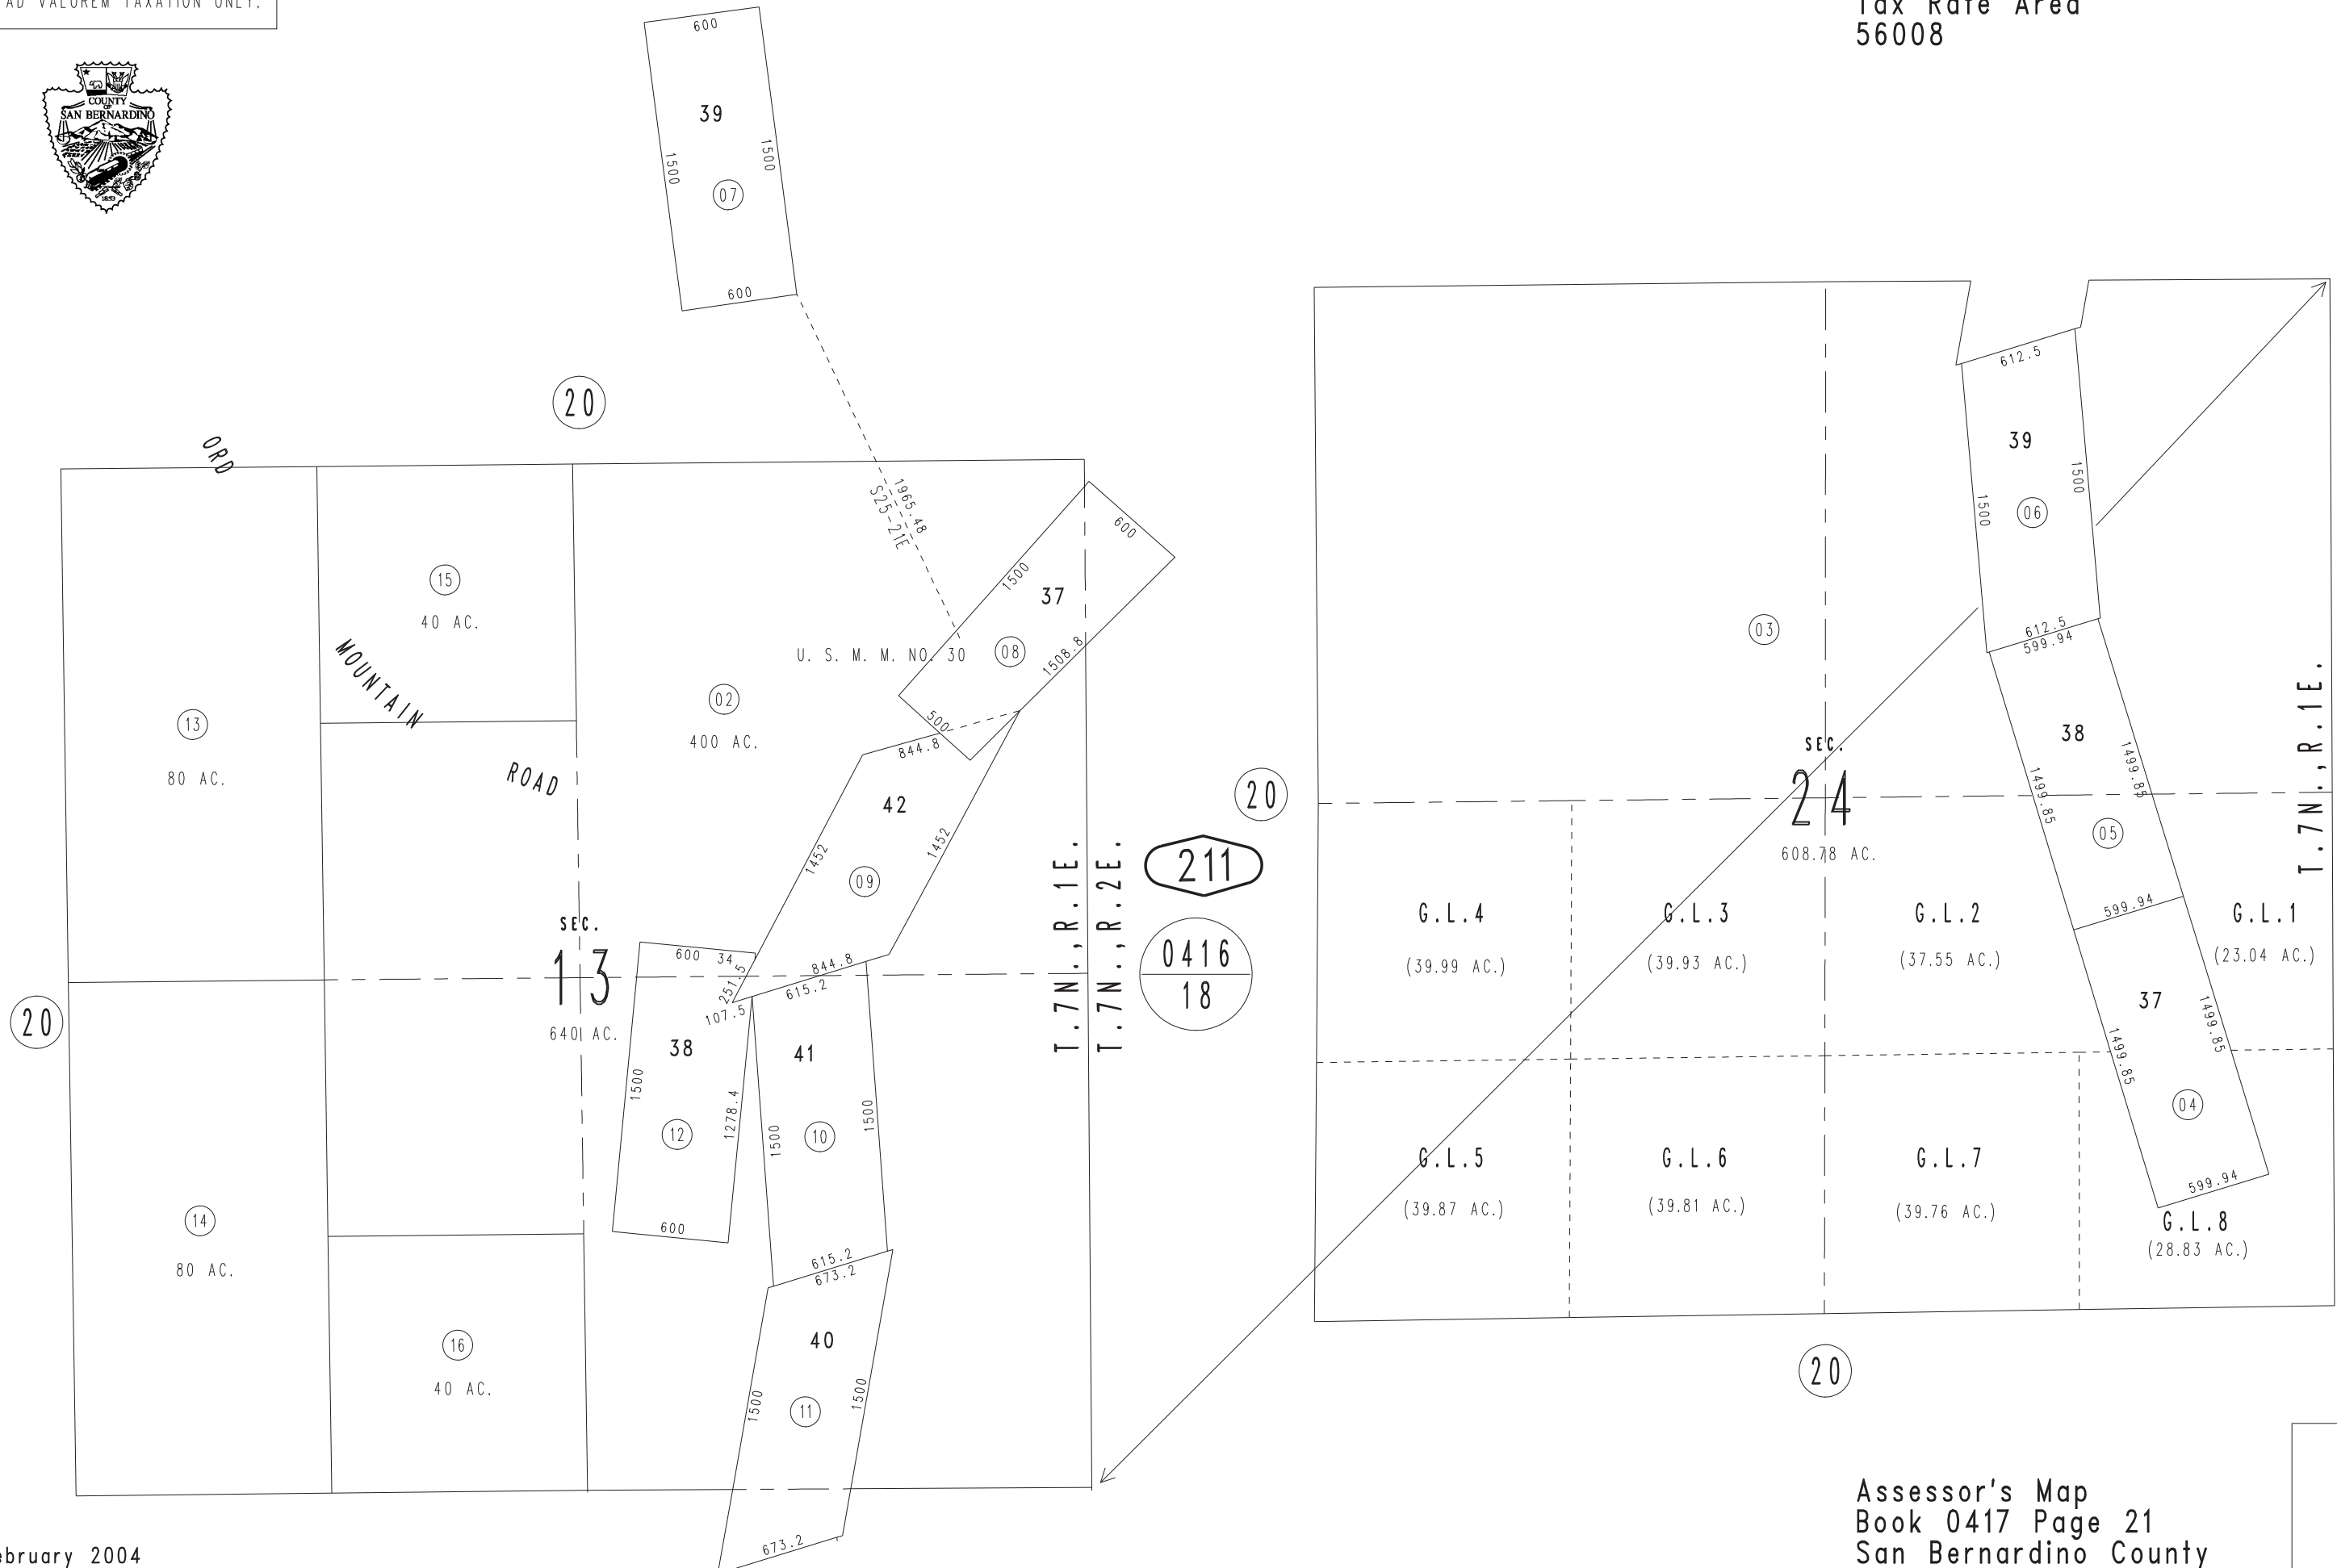 AD VALOREM TAXATION ONLY.
Tax Rate Area
56008
COUNTY
OF
SAN BERNARDINO
1853
600
39
1500
1500
07
600
20
ORD
1965.48
S25-21E
15
40 AC.
MOUNTAIN
ROAD
13
80 AC.
02
400 AC.
U. S. M. M. NO. 30
600
1500
37
08
1508.8
500
844.8
42
1452
1452
09
844.8
SEC.
13
640 AC.
20
600
34
251.5
107.5
615.2
38
1500
1278.4
12
600
41
1500
1500
10
615.2
673.2
40
1500
1500
11
673.2
14
80 AC.
16
40 AC.
T.7N.,R.1E.
T.7N.,R.2E.
20
211
0416
18
612.5
39
1500
1500
06
612.5
599.94
03
38
1499.85
1499.85
05
599.94
SEC.
24
608.78 AC.
T.7N.,R.1E.
G.L.4
(39.99 AC.)
G.L.3
(39.93 AC.)
G.L.2
(37.55 AC.)
G.L.1
(23.04 AC.)
37
1499.85
1499.85
04
599.94
G.L.5
(39.87 AC.)
G.L.6
(39.81 AC.)
G.L.7
(39.76 AC.)
G.L.8
(28.83 AC.)
20
ebruary 2004
Assessor's Map
Book 0417 Page 21
San Bernardino County